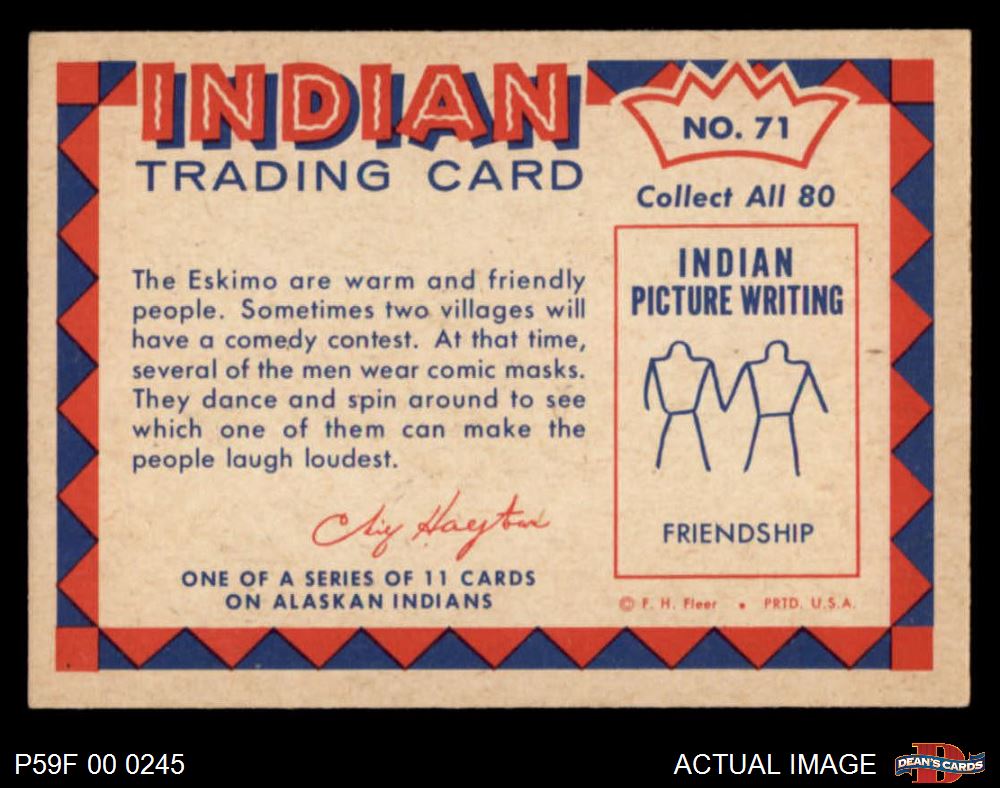 INDIAN
TRADING CARD
NO. 71
Collect All 80
The Eskimo are warm and friendly
people. Sometimes two villages will
have a comedy contest. At that time,
several of the men wear comic masks.
They dance and spin around to see
which one of them can make the
people laugh loudest.
ONE OF A SERIES OF 11 CARDS
ON ALASKAN INDIANS
INDIAN
PICTURE WRITING
FRIENDSHIP
© F. H. Fleer • PRTD. U.S.A.
P59F 00 0245
ACTUAL IMAGE
DEAN'S CARDS